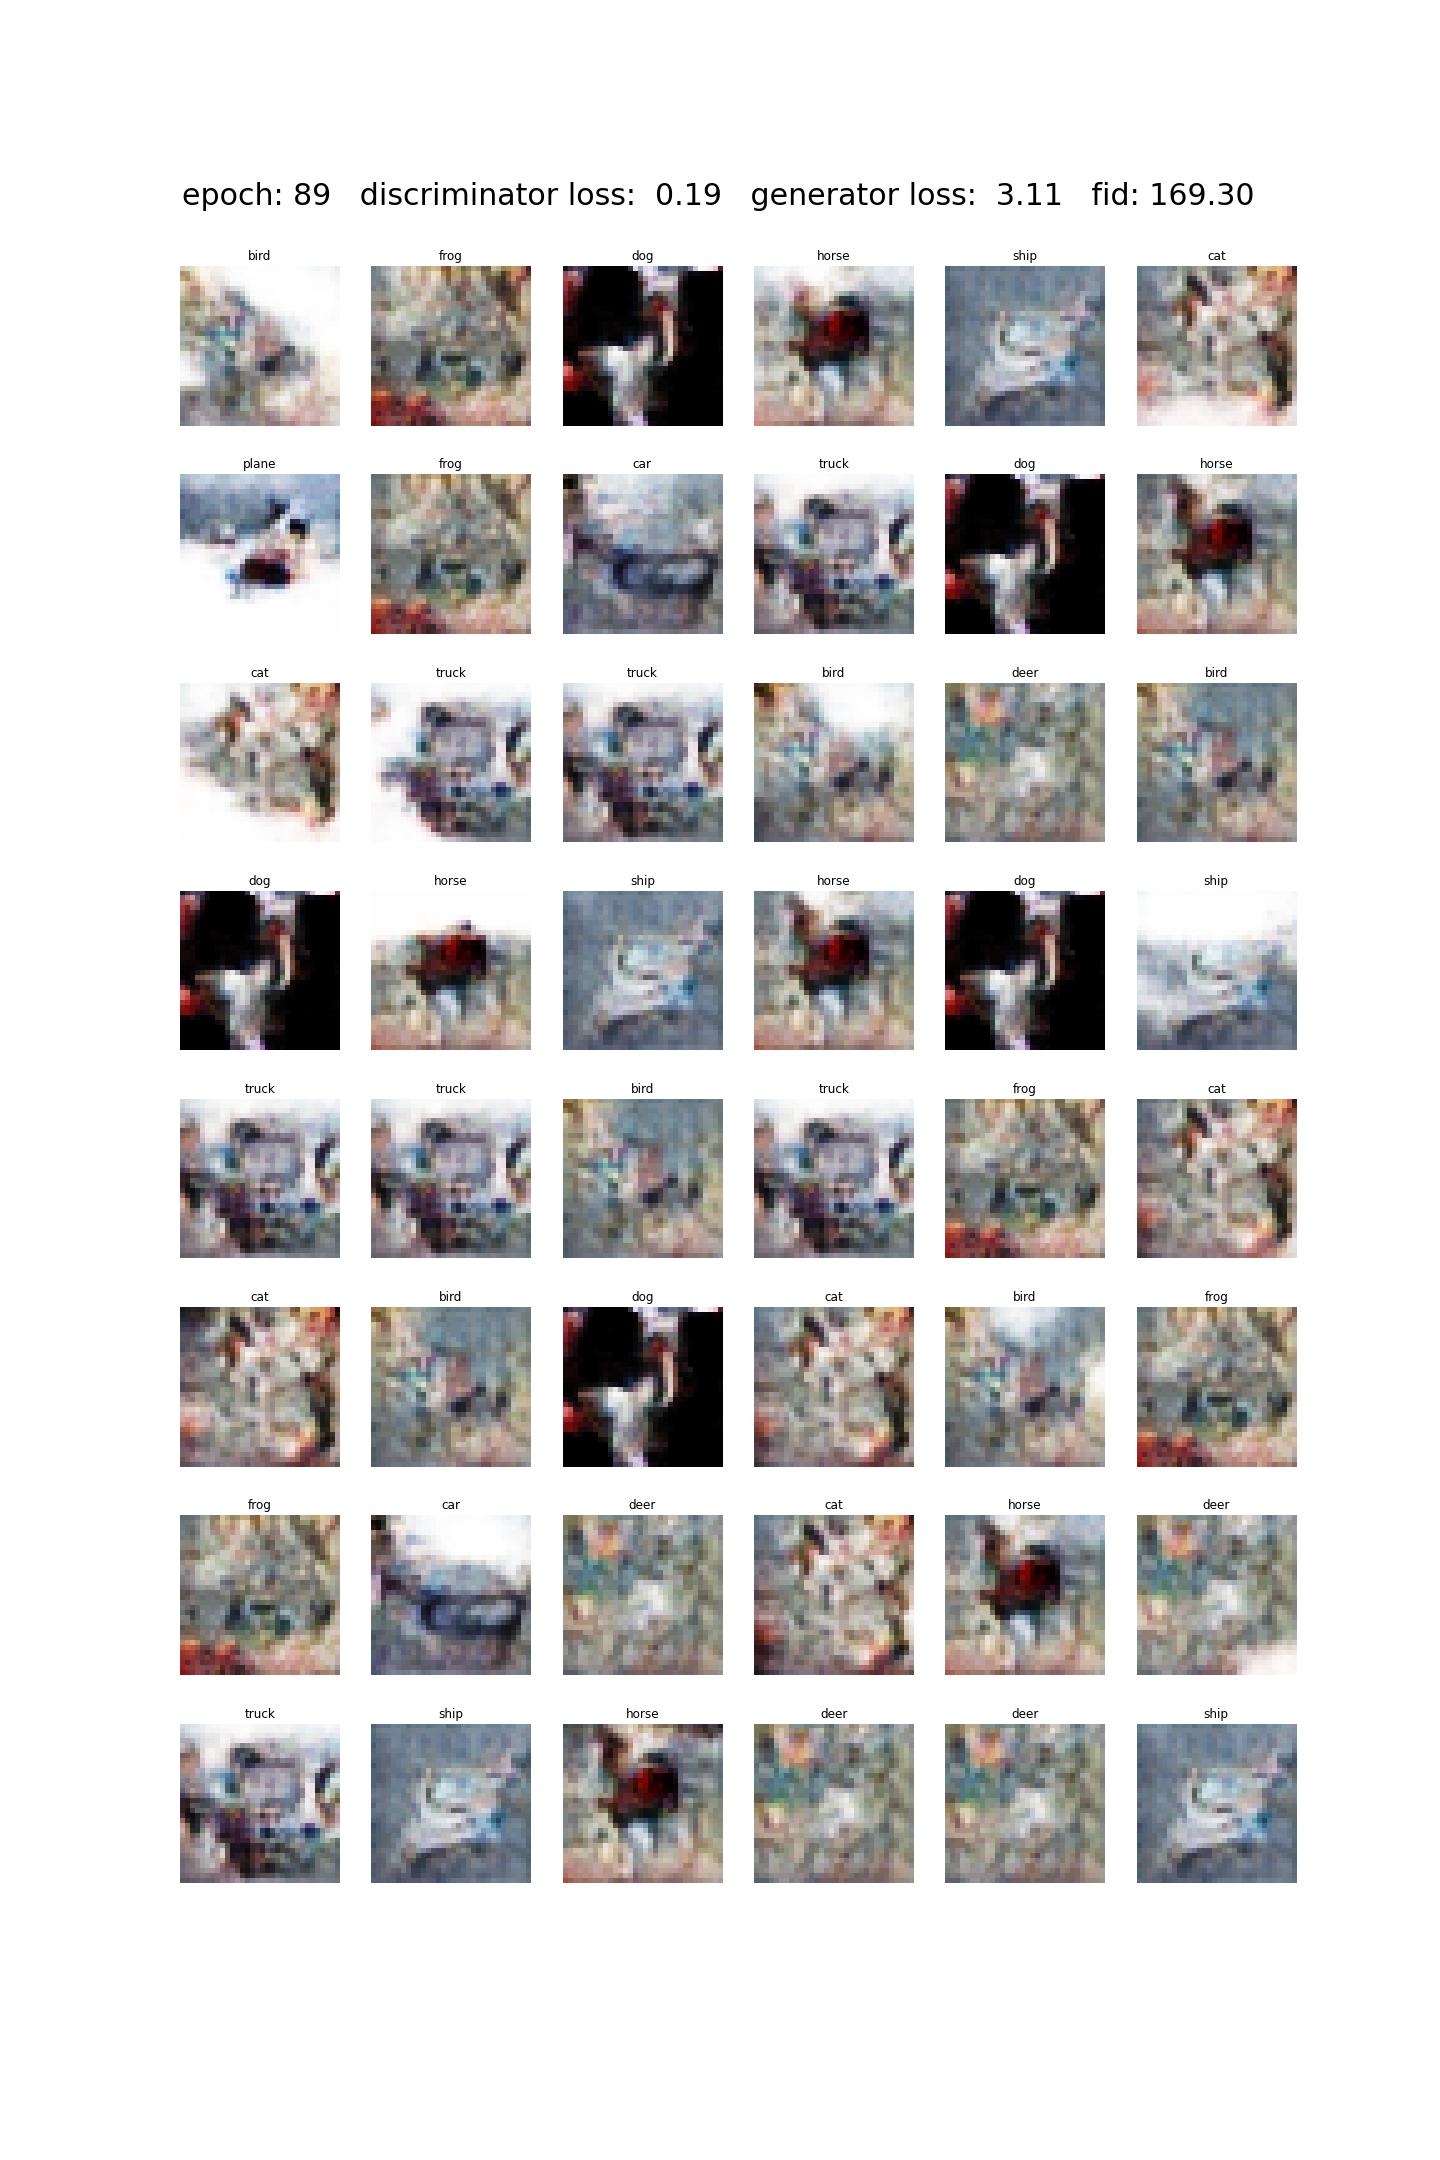 epoch: 89   discriminator loss:  0.19   generator loss:  3.11   fid: 169.30
bird frog dog horse ship cat
plane frog car truck dog horse
cat truck truck bird deer bird
dog horse ship horse dog ship
truck truck bird truck frog cat
cat bird dog cat bird frog
frog car deer cat horse deer
truck ship horse deer deer ship